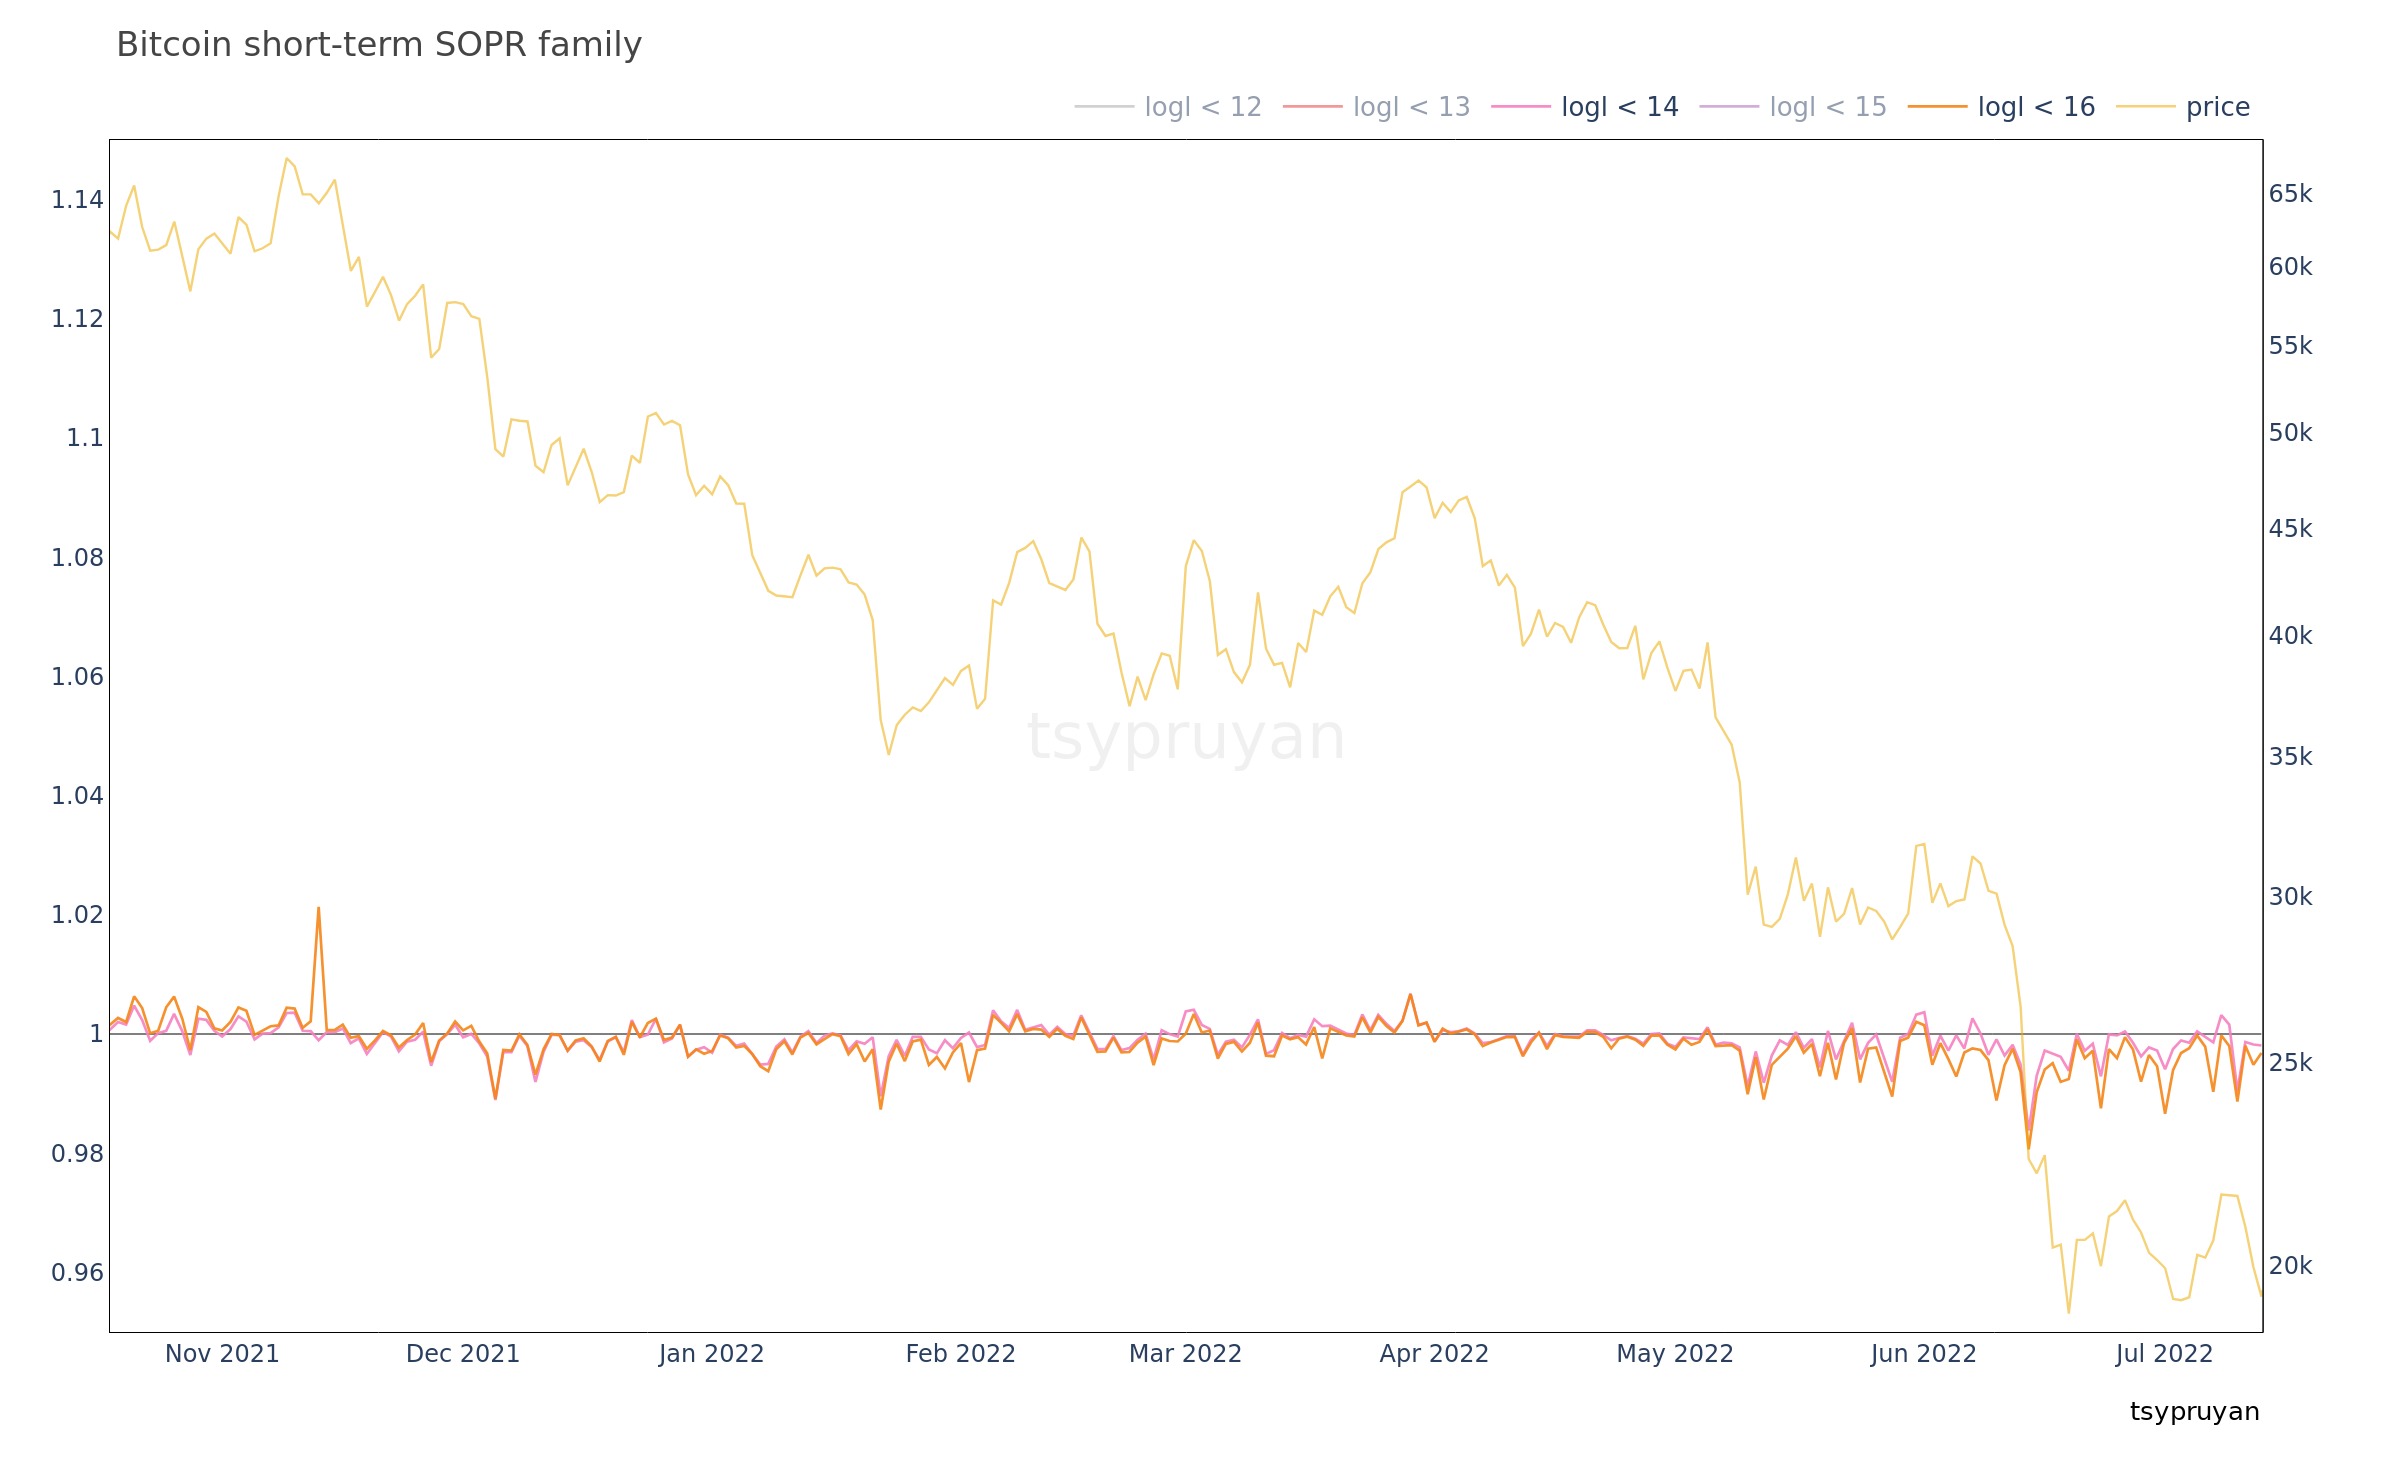 Bitcoin short-term SOPR family
logl < 12 logl < 13 logl < 14 logl < 15 logl < 16 price
1.14 65k
60k
1.12
55k
1.1 50k
1.08 45k
1.06 40k
tsypruyan
1.04 35k
1.02 30k
1 25k
0.98
0.96 20k
Nov 2021 Dec 2021 Jan 2022 Feb 2022 Mar 2022 Apr 2022 May 2022 Jun 2022 Jul 2022
tsypruyan